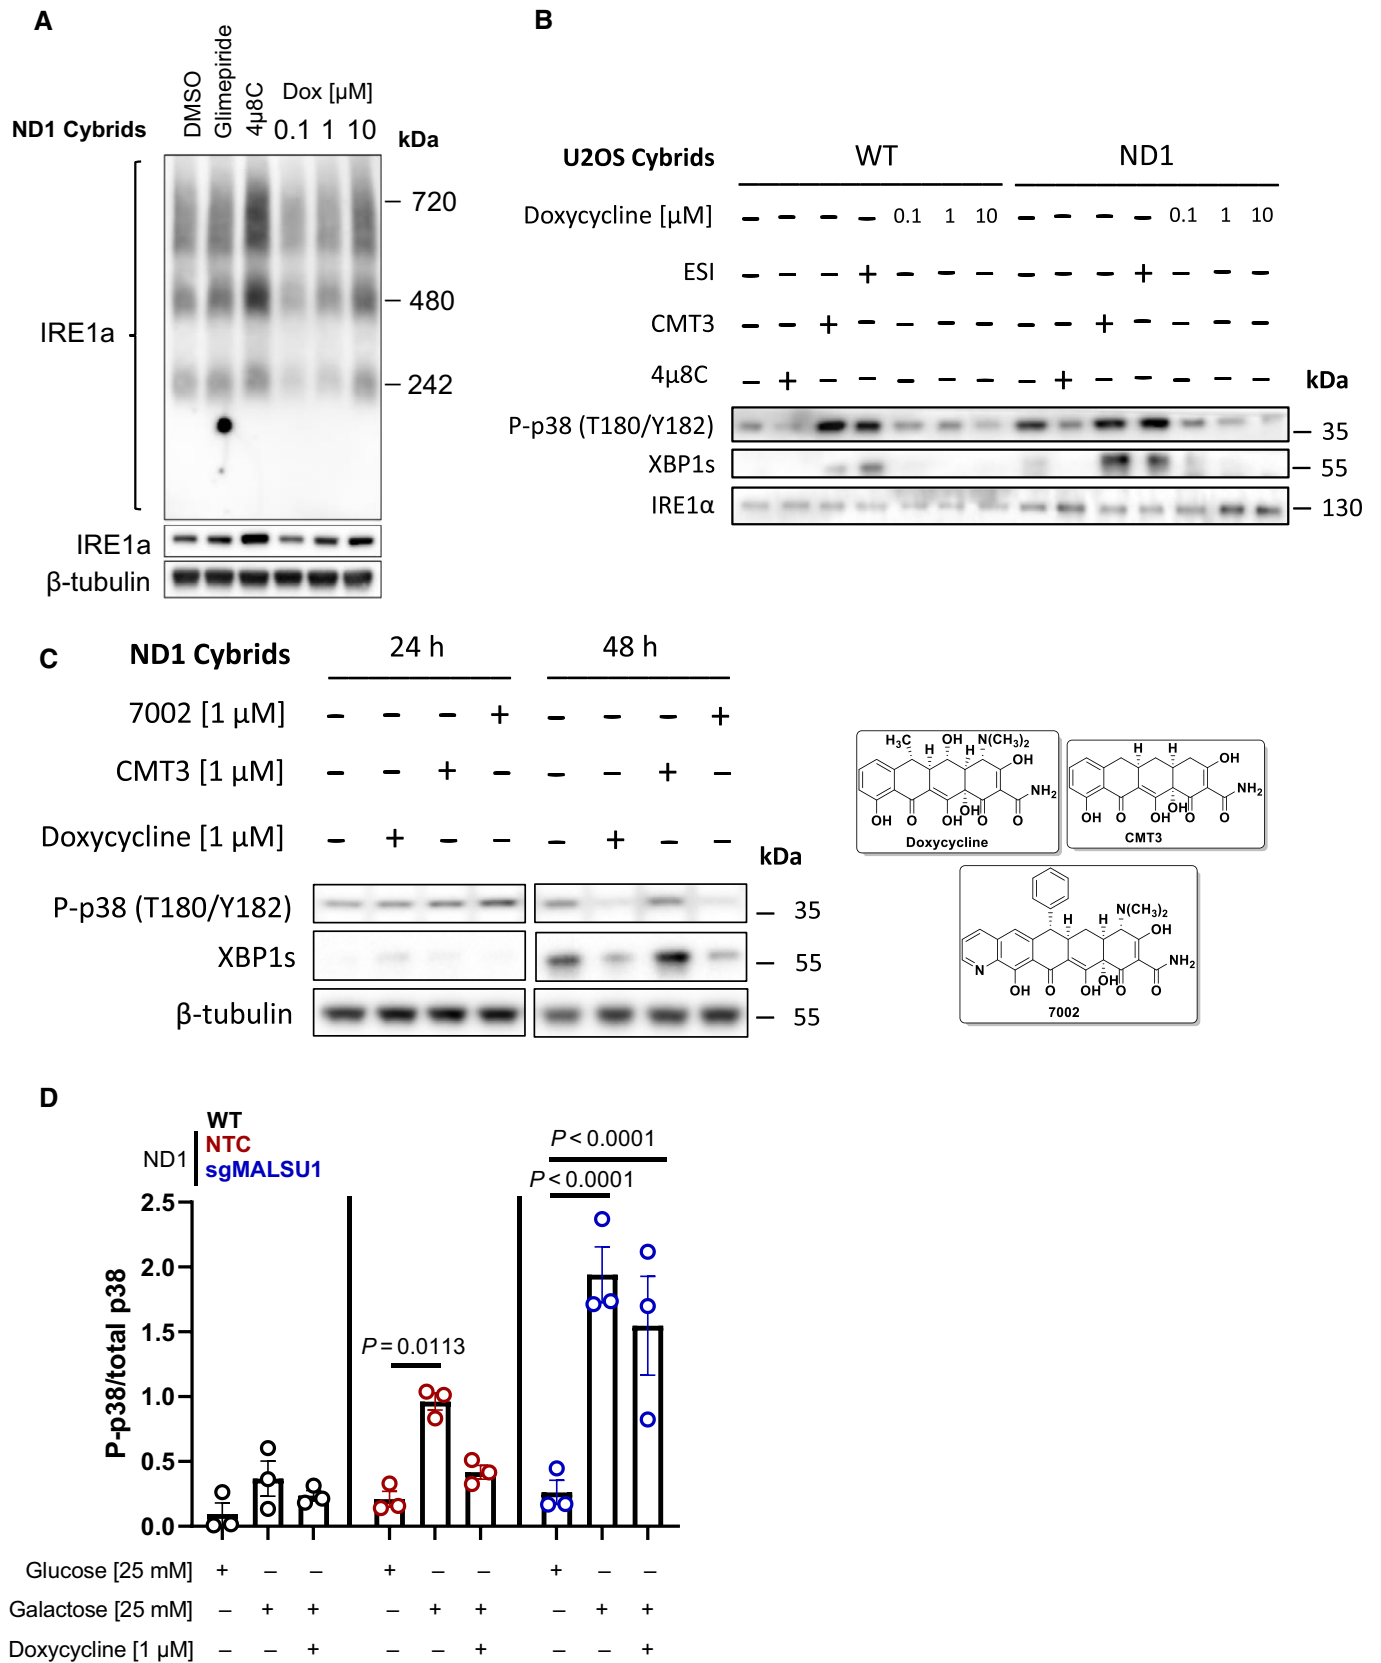 A
DMSO
Glimepiride
4µ8C
Dox [µM]
ND1 Cybrids
0.1 1 10
kDa
720
480
242
IRE1a
IRE1a
β-tubulin
B
U2OS Cybrids WT ND1
Doxycycline [µM] – – – – 0.1 1 10 – – – – 0.1 1 10
ESI – – – + – – – – – – + – – –
CMT3 – – + – – – – – – + – – – –
4µ8C – + – – – – – – + – – – – –
kDa
P-p38 (T180/Y182) 35
XBP1s 55
IRE1α 130
C
ND1 Cybrids 24 h 48 h
7002 [1 µM] – – – + – – – +
CMT3 [1 µM] – – + – – – + –
Doxycycline [1 µM] – + – – – + – –
kDa
P-p38 (T180/Y182) 35
XBP1s 55
β-tubulin 55
H₃C H OH H N(CH₃)₂
OH
NH₂
OH O OH OH O O
Doxycycline
H H
OH
NH₂
OH O OH OH O O
CMT3
H H N(CH₃)₂
OH
N
NH₂
OH O OH OH O O
7002
D
WT
ND1
NTC
sgMALSU1
P < 0.0001
P < 0.0001
P = 0.0113
P-p38/total p38
2.5
2.0
1.5
1.0
0.5
0.0
Glucose [25 mM] + – – + – – + – –
Galactose [25 mM] – + + – + + – + +
Doxycycline [1 µM] – – + – – + – – +